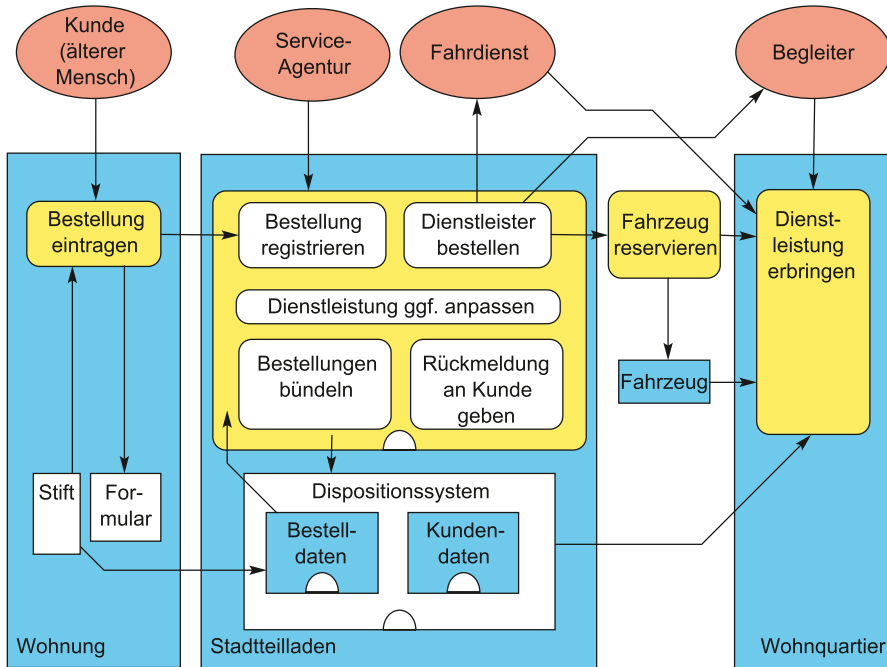 Kunde
(älterer
Mensch)
Service-
Agentur
Fahrdienst
Begleiter
Bestellung
eintragen
Bestellung
registrieren
Dienstleister
bestellen
Fahrzeug
reservieren
Dienst-
leistung
erbringen
Dienstleistung ggf. anpassen
Bestellungen
bündeln
Rückmeldung
an Kunde
geben
Fahrzeug
Stift
For-
mular
Dispositionssystem
Bestell-
daten
Kunden-
daten
Wohnung
Stadtteilladen
Wohnquartier